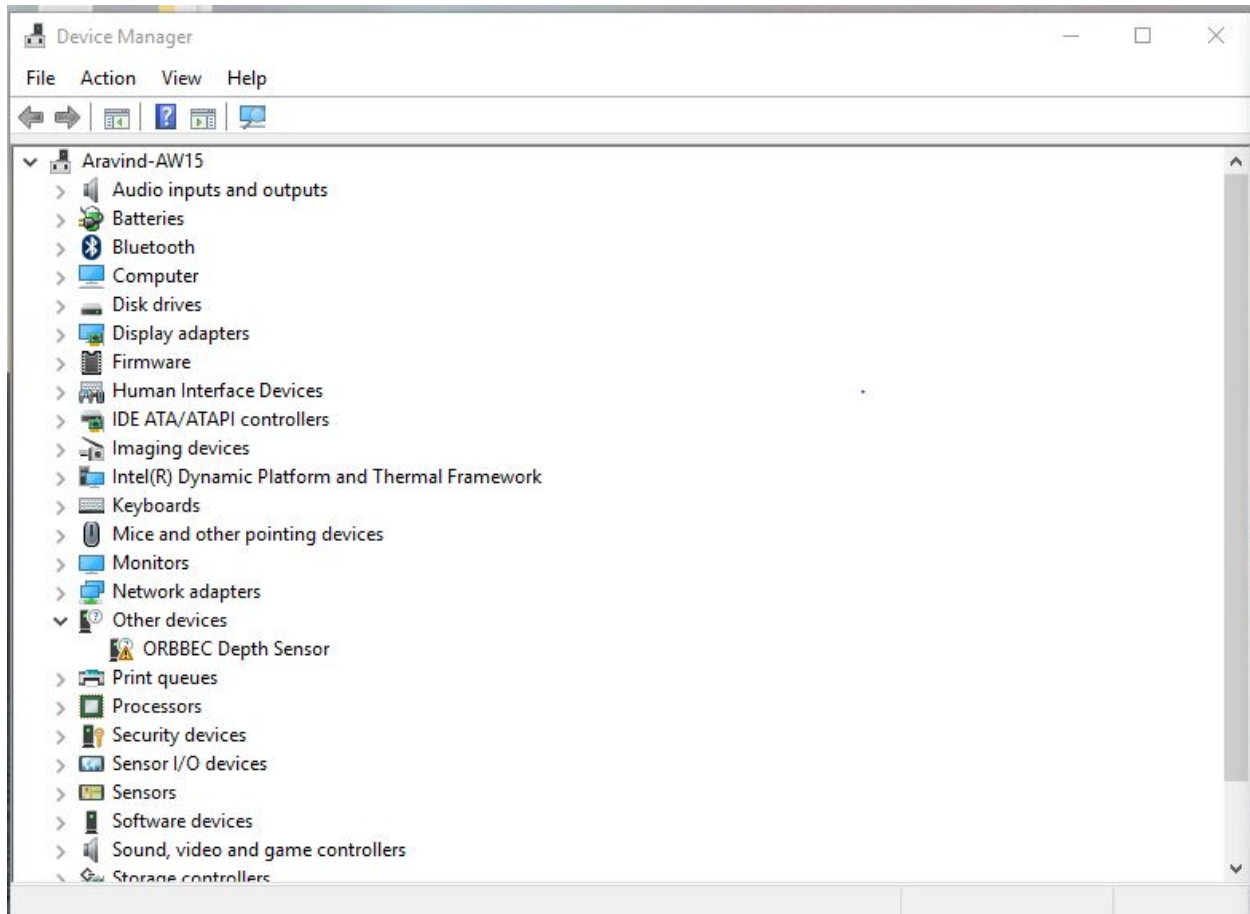 Device Manager
File Action View Help
Aravind-AW15
Audio inputs and outputs
Batteries
Bluetooth
Computer
Disk drives
Display adapters
Firmware
Human Interface Devices
IDE ATA/ATAPI controllers
Imaging devices
Intel(R) Dynamic Platform and Thermal Framework
Keyboards
Mice and other pointing devices
Monitors
Network adapters
Other devices
ORBBEC Depth Sensor
Print queues
Processors
Security devices
Sensor I/O devices
Sensors
Software devices
Sound, video and game controllers
Storage controllers